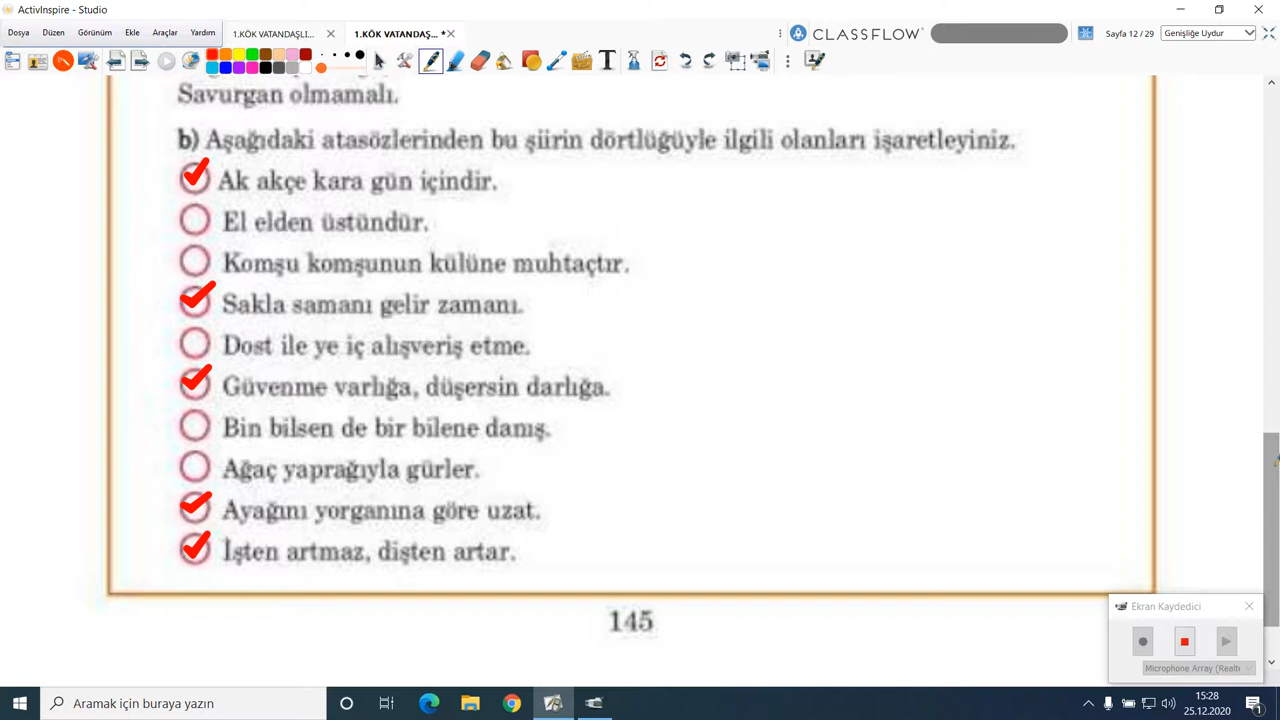 ActivInspire - Studio
Dosya Düzen Görünüm Ekle Araçlar Yardım
1.KÖK VATANDAŞLI...
1.KÖK VATANDAŞ... *
CLASSFLOW
Sayfa 12 / 29
Genişliğe Uydur
Savurgan olmamalı.
b) Aşağıdaki atasözlerinden bu şiirin dörtlüğüyle ilgili olanları işaretleyiniz.
Ak akçe kara gün içindir.
El elden üstündür.
Komşu komşunun külüne muhtaçtır.
Sakla samanı gelir zamanı.
Dost ile ye iç alışveriş etme.
Güvenme varlığa, düşersin darlığa.
Bin bilsen de bir bilene danış.
Ağaç yaprağıyla gürler.
Ayağını yorganına göre uzat.
İşten artmaz, dişten artar.
145
Ekran Kaydedici
Microphone Array (Realt
Aramak için buraya yazın
15:28
25.12.2020
1